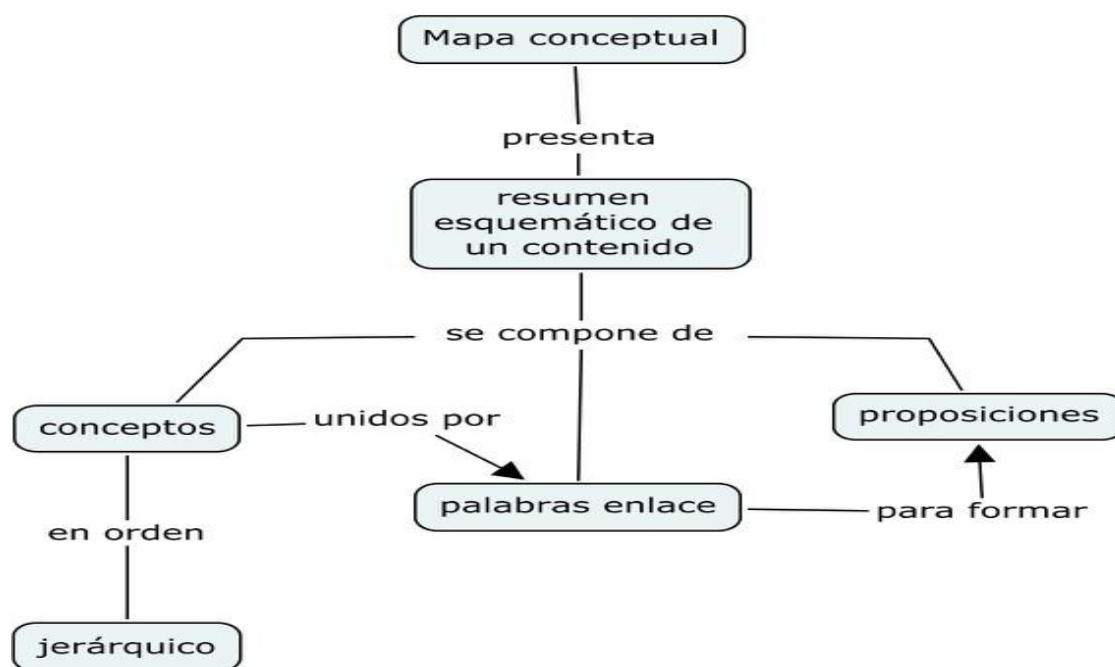 Mapa conceptual
presenta
resumen
esquemático de
un contenido
se compone de
conceptos
unidos por
proposiciones
palabras enlace
para formar
en orden
jerárquico